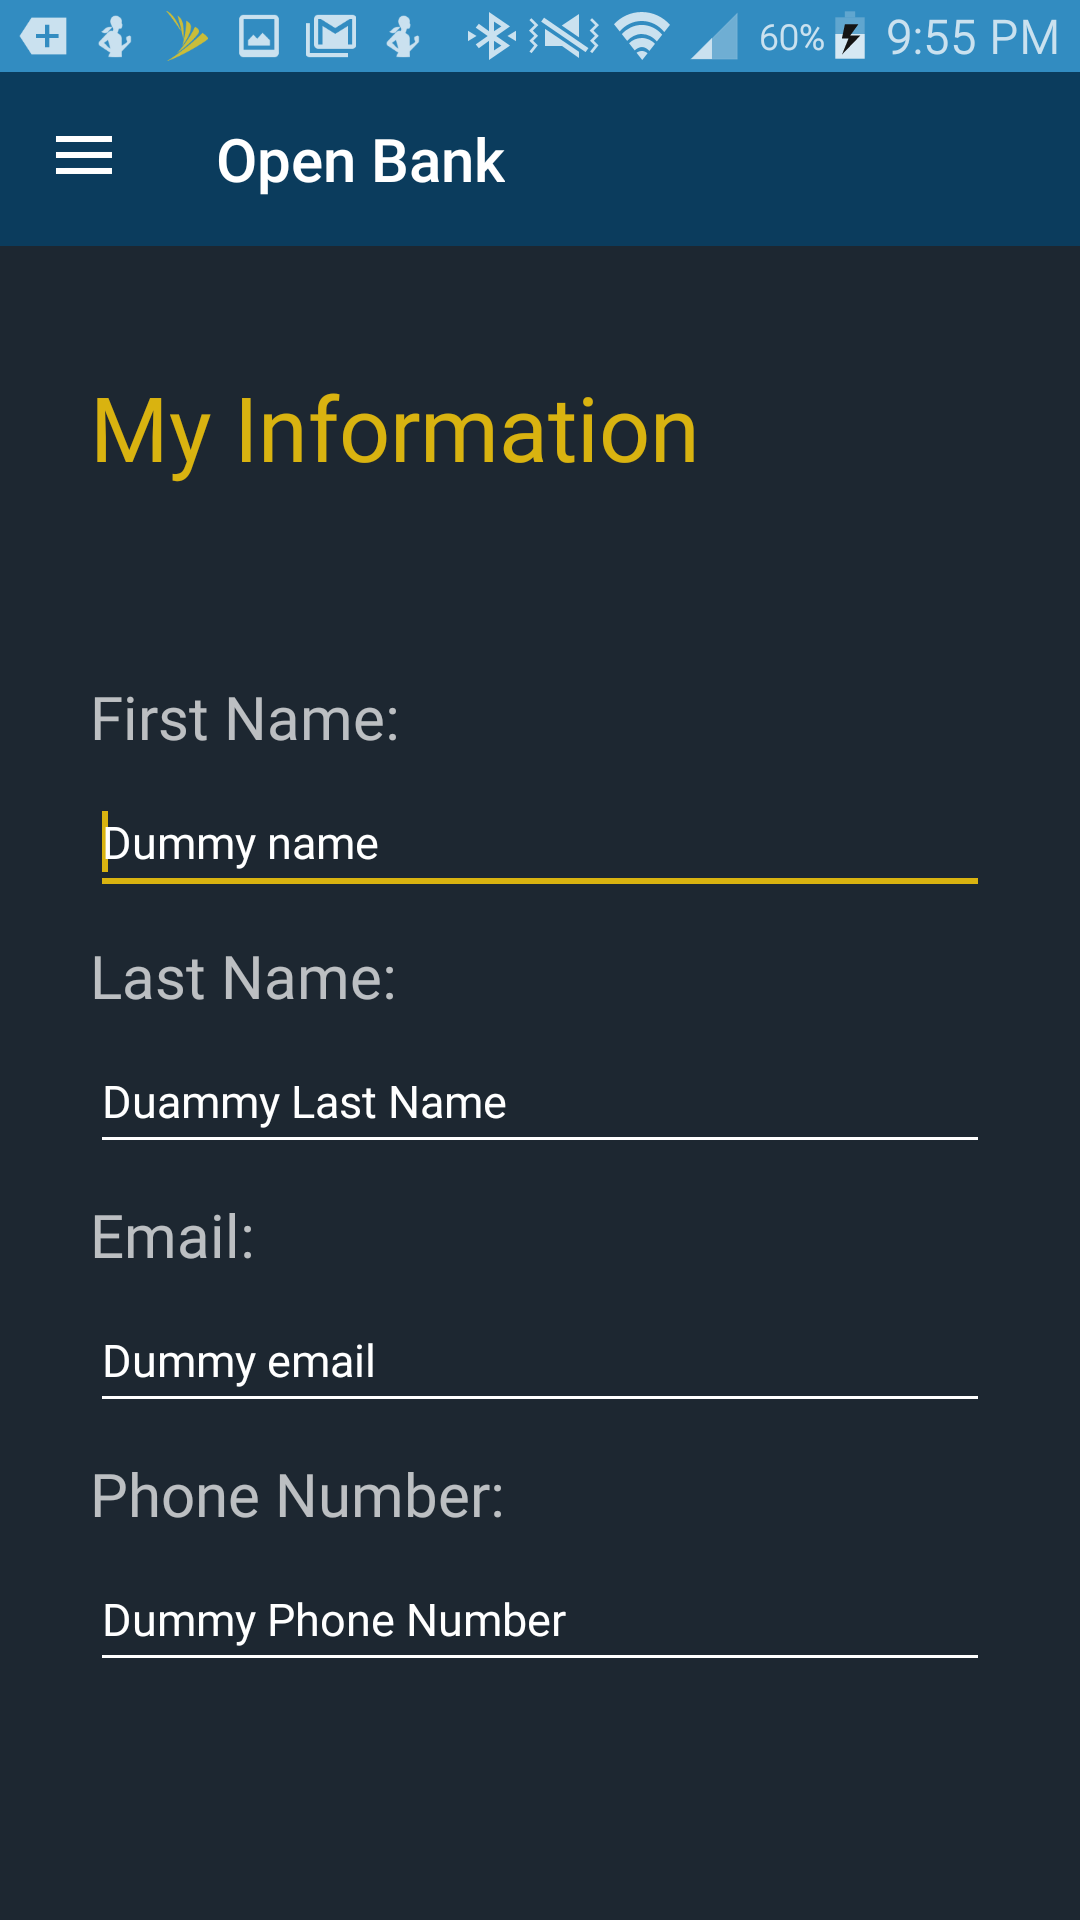 60% 9:55 PM
Open Bank
My Information
First Name:
Dummy name
Last Name:
Duammy Last Name
Email:
Dummy email
Phone Number:
Dummy Phone Number